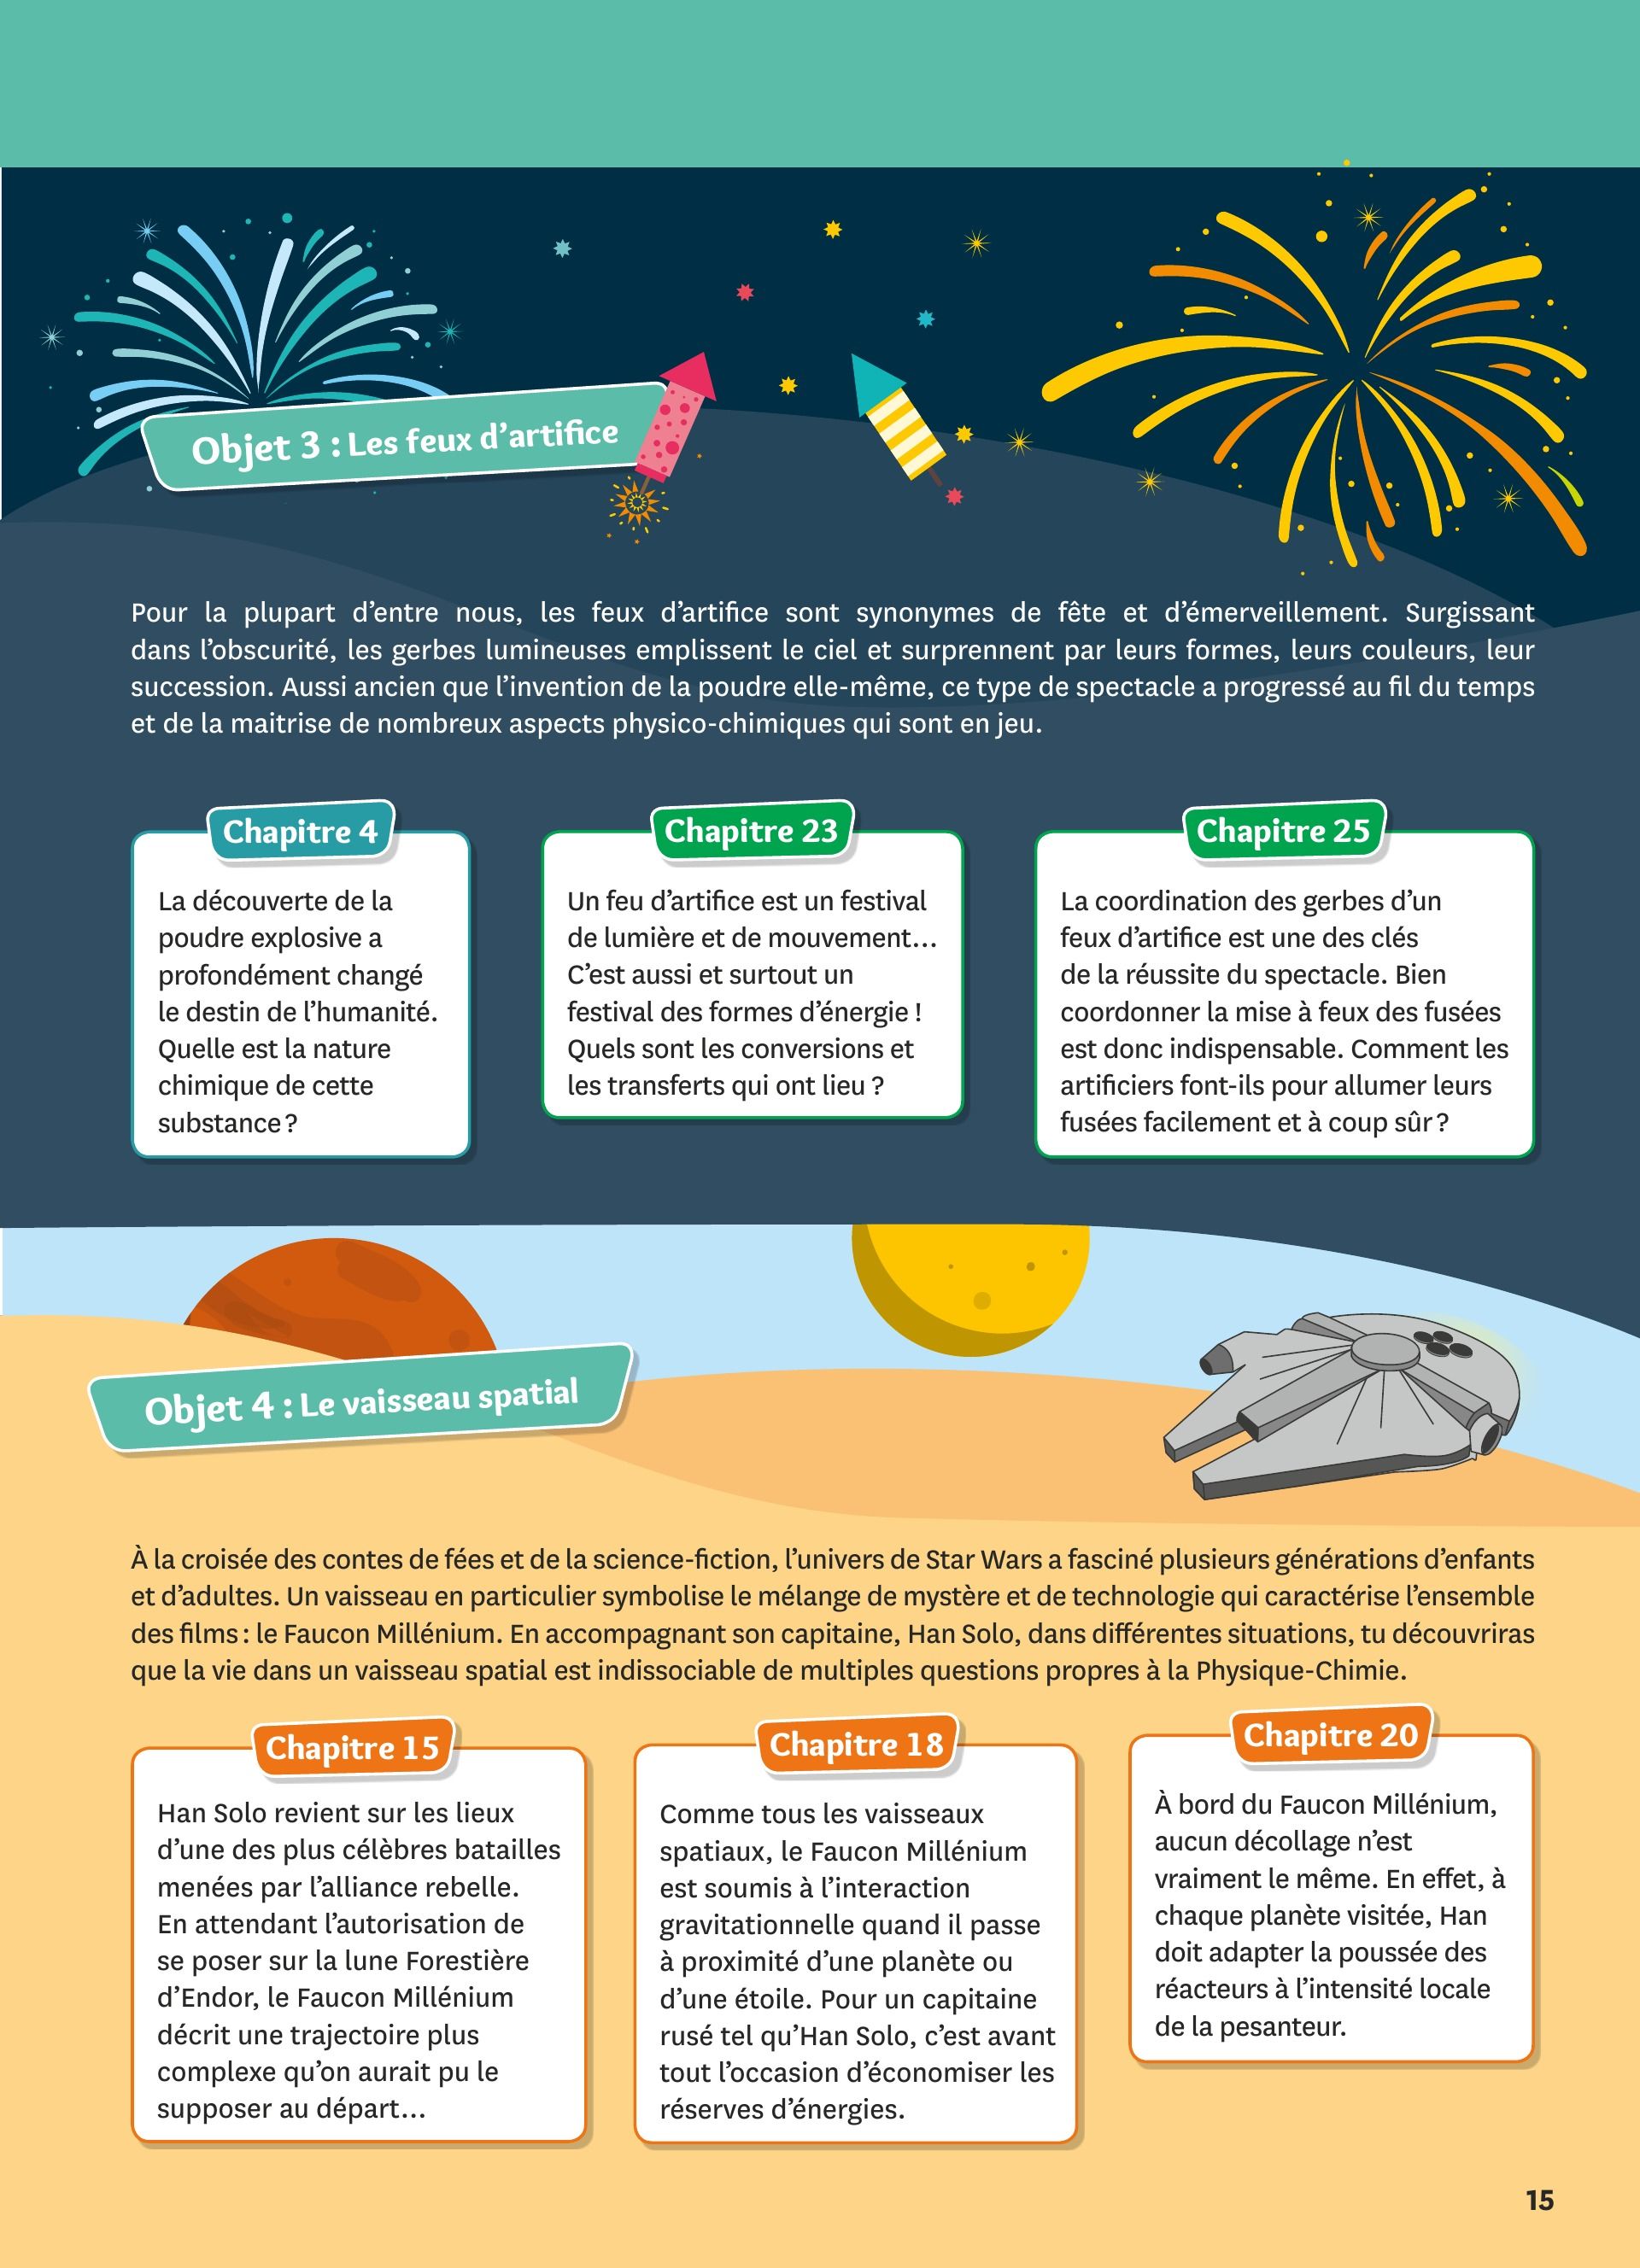 Objet 3 : Les feux d’artifice
Pour la plupart d’entre nous, les feux d’artifice sont synonymes de fête et d’émerveillement. Surgissant
dans l’obscurité, les gerbes lumineuses emplissent le ciel et surprennent par leurs formes, leurs couleurs, leur
succession. Aussi ancien que l’invention de la poudre elle-même, ce type de spectacle a progressé au fil du temps
et de la maitrise de nombreux aspects physico-chimiques qui sont en jeu.
Chapitre 4
La découverte de la
poudre explosive a
profondément changé
le destin de l’humanité.
Quelle est la nature
chimique de cette
substance ?
Chapitre 23
Un feu d’artifice est un festival
de lumière et de mouvement…
C’est aussi et surtout un
festival des formes d’énergie !
Quels sont les conversions et
les transferts qui ont lieu ?
Chapitre 25
La coordination des gerbes d’un
feux d’artifice est une des clés
de la réussite du spectacle. Bien
coordonner la mise à feux des fusées
est donc indispensable. Comment les
artificiers font-ils pour allumer leurs
fusées facilement et à coup sûr ?
Objet 4 : Le vaisseau spatial
À la croisée des contes de fées et de la science-fiction, l’univers de Star Wars a fasciné plusieurs générations d’enfants
et d’adultes. Un vaisseau en particulier symbolise le mélange de mystère et de technologie qui caractérise l’ensemble
des films : le Faucon Millénium. En accompagnant son capitaine, Han Solo, dans différentes situations, tu découvriras
que la vie dans un vaisseau spatial est indissociable de multiples questions propres à la Physique-Chimie.
Chapitre 15
Han Solo revient sur les lieux
d’une des plus célèbres batailles
menées par l’alliance rebelle.
En attendant l’autorisation de
se poser sur la lune Forestière
d’Endor, le Faucon Millénium
décrit une trajectoire plus
complexe qu’on aurait pu le
supposer au départ…
Chapitre 18
Comme tous les vaisseaux
spatiaux, le Faucon Millénium
est soumis à l’interaction
gravitationnelle quand il passe
à proximité d’une planète ou
d’une étoile. Pour un capitaine
rusé tel qu’Han Solo, c’est avant
tout l’occasion d’économiser les
réserves d’énergies.
Chapitre 20
À bord du Faucon Millénium,
aucun décollage n’est
vraiment le même. En effet, à
chaque planète visitée, Han
doit adapter la poussée des
réacteurs à l’intensité locale
de la pesanteur.
15